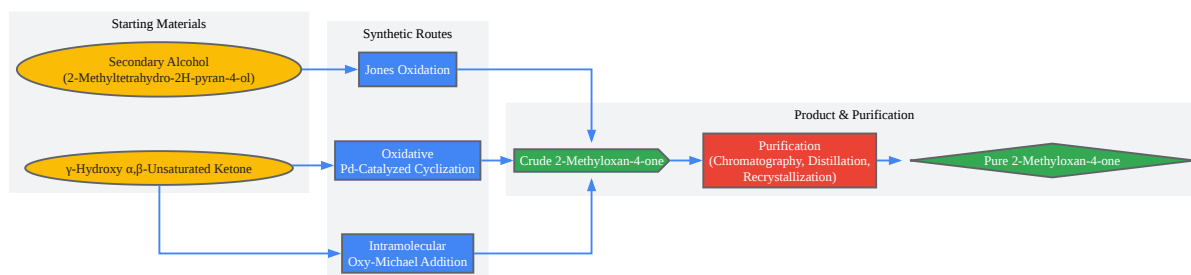 Starting Materials
Secondary Alcohol
(2-Methyltetrahydro-2H-pyran-4-ol)
γ-Hydroxy α,β-Unsaturated Ketone
Synthetic Routes
Jones Oxidation
Oxidative
Pd-Catalyzed Cyclization
Intramolecular
Oxy-Michael Addition
Product & Purification
Crude 2-Methyloxan-4-one
Purification
(Chromatography, Distillation,
Recrystallization)
Pure 2-Methyloxan-4-one